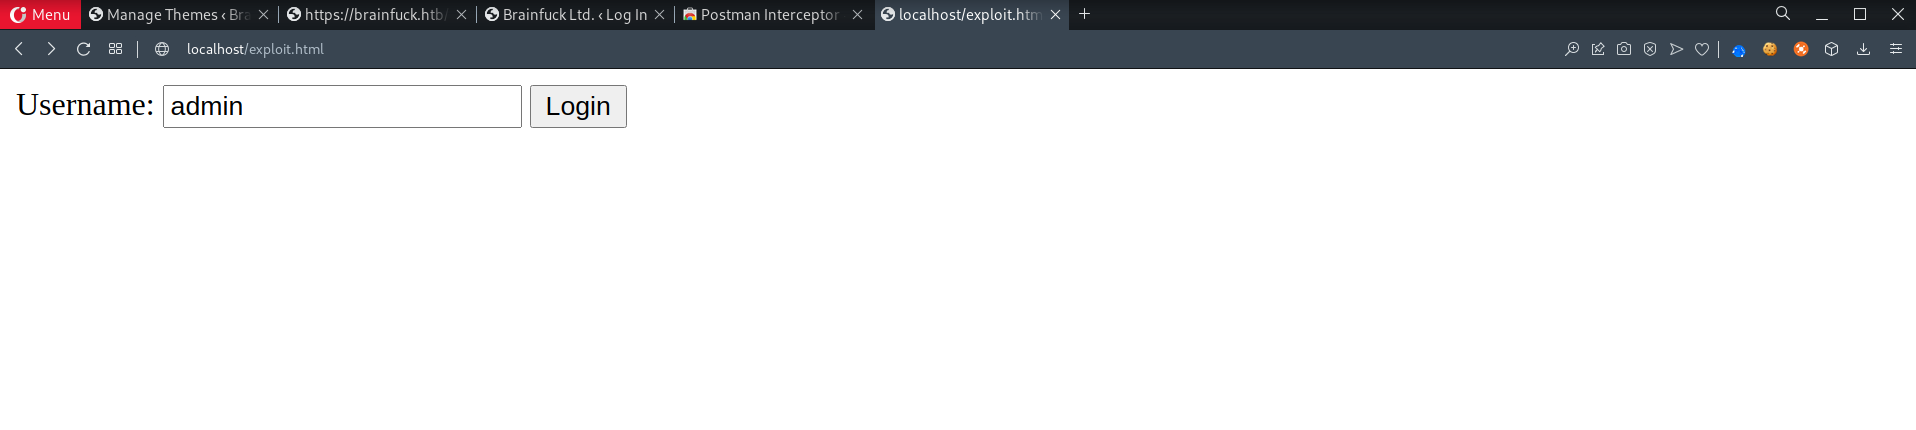 Menu Manage Themes ‹ Bra https://brainfuck.htb/ Brainfuck Ltd. ‹ Log In Postman Interceptor localhost/exploit.htm
localhost/exploit.html
Username: admin Login